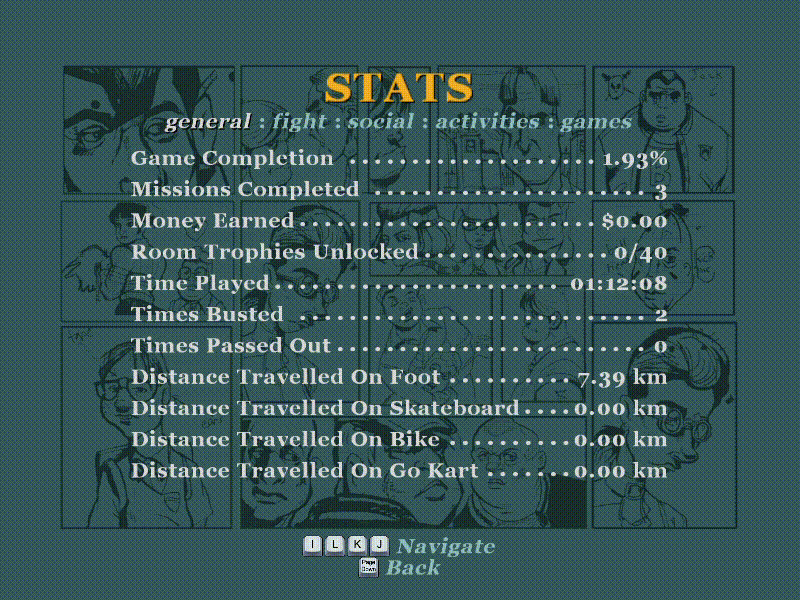 STATS
general : fight : social : activities : games
Game Completion .................... 1.93%
Missions Completed ...................... 3
Money Earned ........................ $0.00
Room Trophies Unlocked ............... 0/40
Time Played ....................... 01:12:08
Times Busted ............................ 2
Times Passed Out ......................... 0
Distance Travelled On Foot .......... 7.39 km
Distance Travelled On Skateboard .... 0.00 km
Distance Travelled On Bike .......... 0.00 km
Distance Travelled On Go Kart ....... 0.00 km
I L K J Navigate
Page Down Back